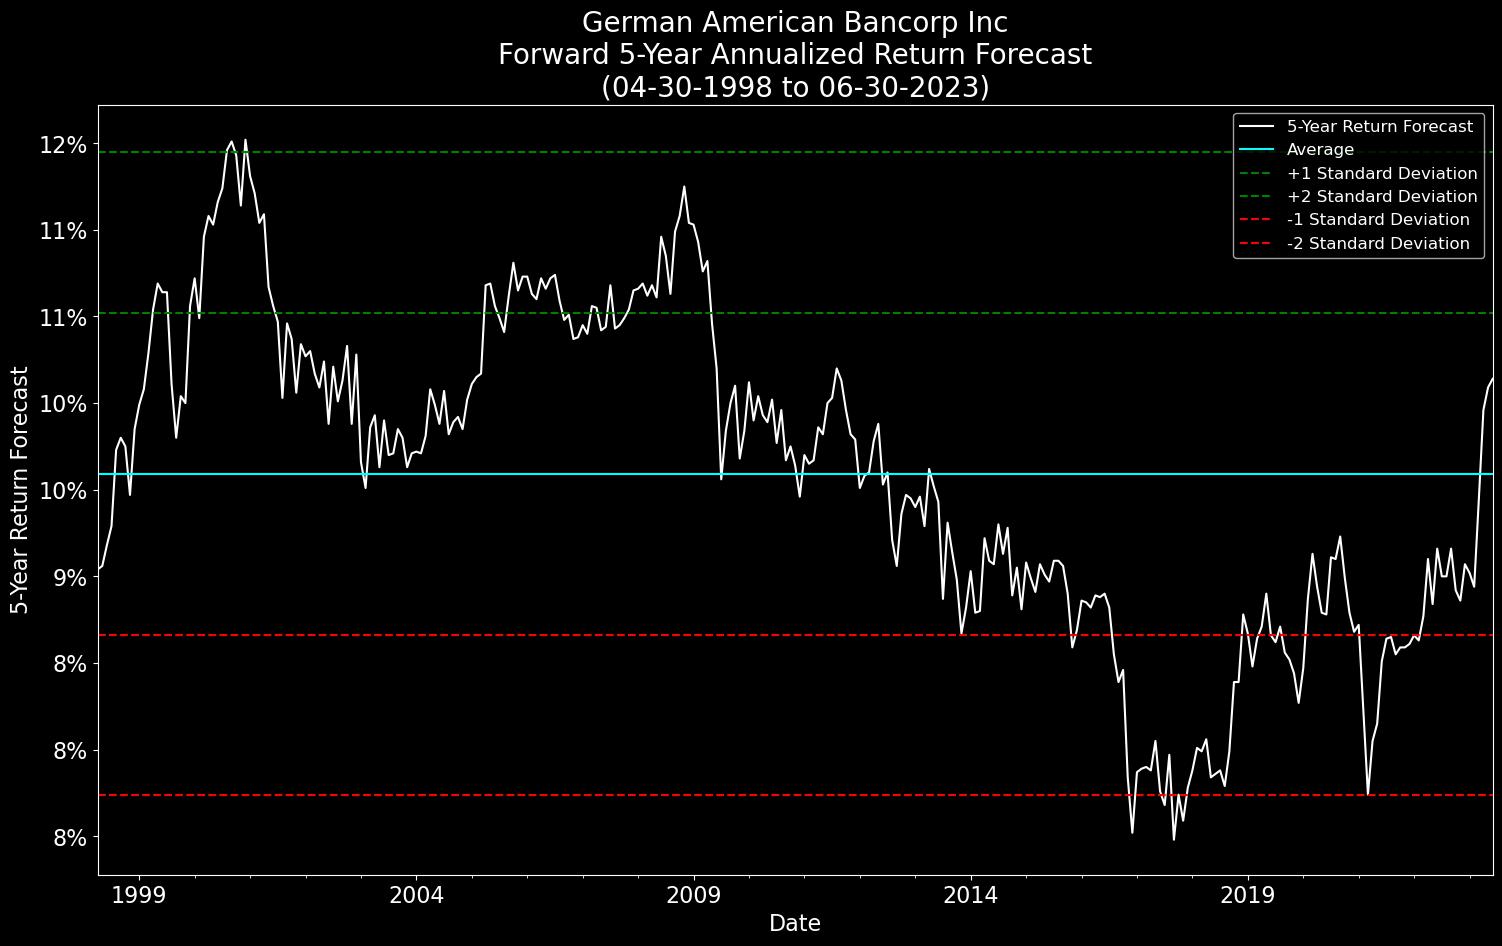 German American Bancorp Inc
Forward 5-Year Annualized Return Forecast
(04-30-1998 to 06-30-2023)
5-Year Return Forecast
Average
+1 Standard Deviation
+2 Standard Deviation
-1 Standard Deviation
-2 Standard Deviation
12%
11%
11%
10%
10%
9%
8%
8%
8%
5-Year Return Forecast
1999
2004
2009
2014
2019
Date